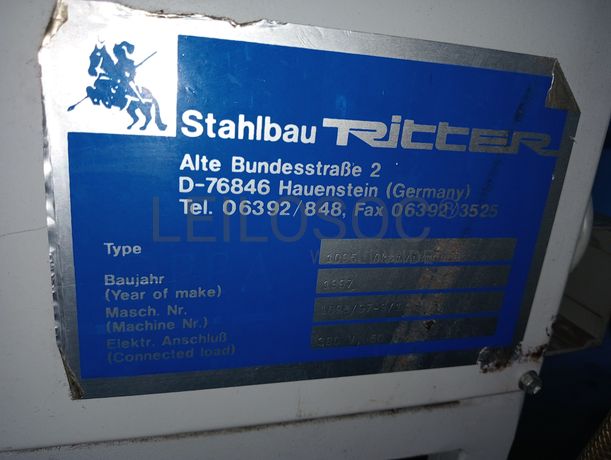 Stahlbau Ritter
Alte Bundesstraße 2
D-76846 Hauenstein (Germany)
Tel. 06392/848, Fax 06392/3525
LEILOSOC
Type
Baujahr
(Year of make)
Masch. Nr.
(Machine Nr.)
Elektr. Anschluß
(Connected load)